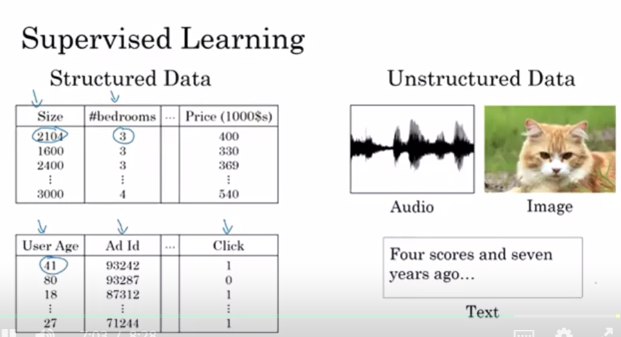 Supervised Learning
Structured Data
Unstructured Data
Size #bedrooms ... Price (1000$s)
2104 3 400
1600 3 330
2400 3 369
⋮ ⋮ ⋮
3000 4 540
User Age Ad Id ... Click
41 93242 1
80 93287 0
18 87312 1
⋮ ⋮ ⋮
27 71244 1
Audio
Image
Four scores and seven
years ago...
Text